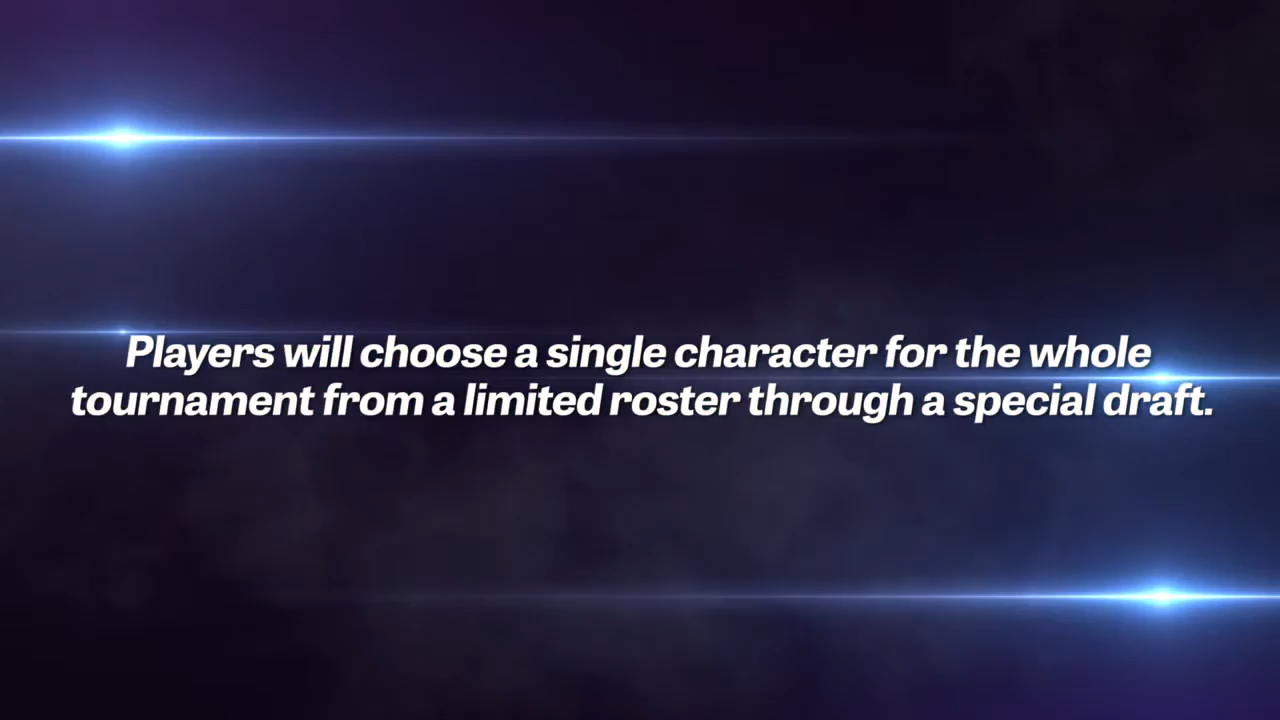 Players will choose a single character for the whole
tournament from a limited roster through a special draft.